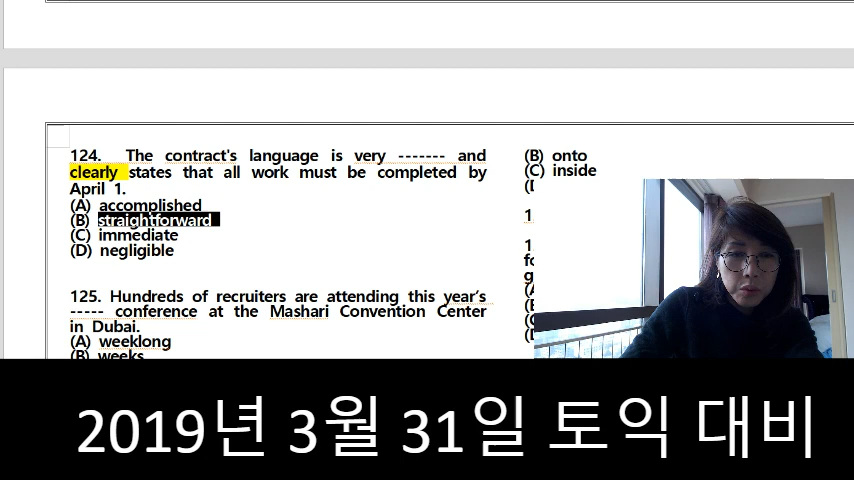 124. The contract's language is very ------- and
clearly states that all work must be completed by
April 1.
(A) accomplished
(B) straightforward
(C) immediate
(D) negligible
125. Hundreds of recruiters are attending this year's
----- conference at the Mashari Convention Center
in Dubai.
(A) weeklong
(B) weeks
(B) onto
(C) inside
2019년 3월 31일 토익 대비